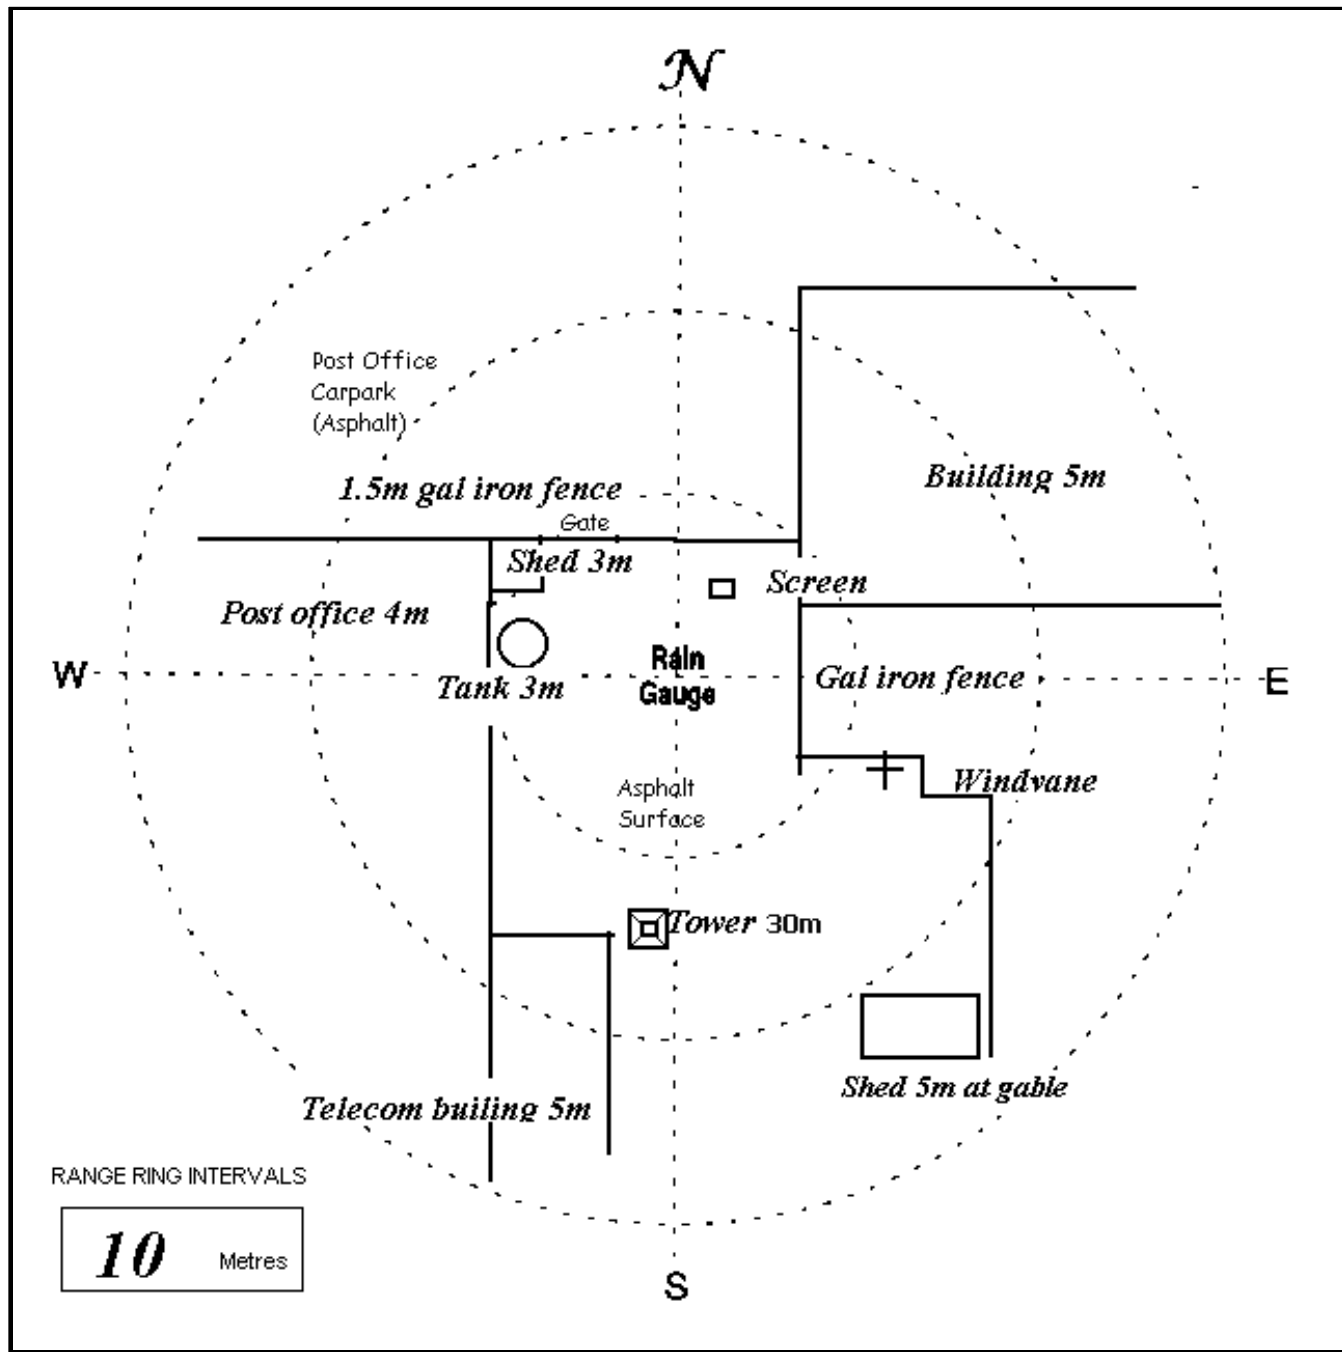 N
Post Office
Carpark
(Asphalt)
1.5m gal iron fence
Building 5m
Gate
Shed 3m
Screen
Post office 4m
Rain
Gauge
W
Tank 3m
Gal iron fence
E
Asphalt
Surface
Windvane
Tower 30m
Shed 5m at gable
Telecom builing 5m
RANGE RING INTERVALS
10 Metres
S